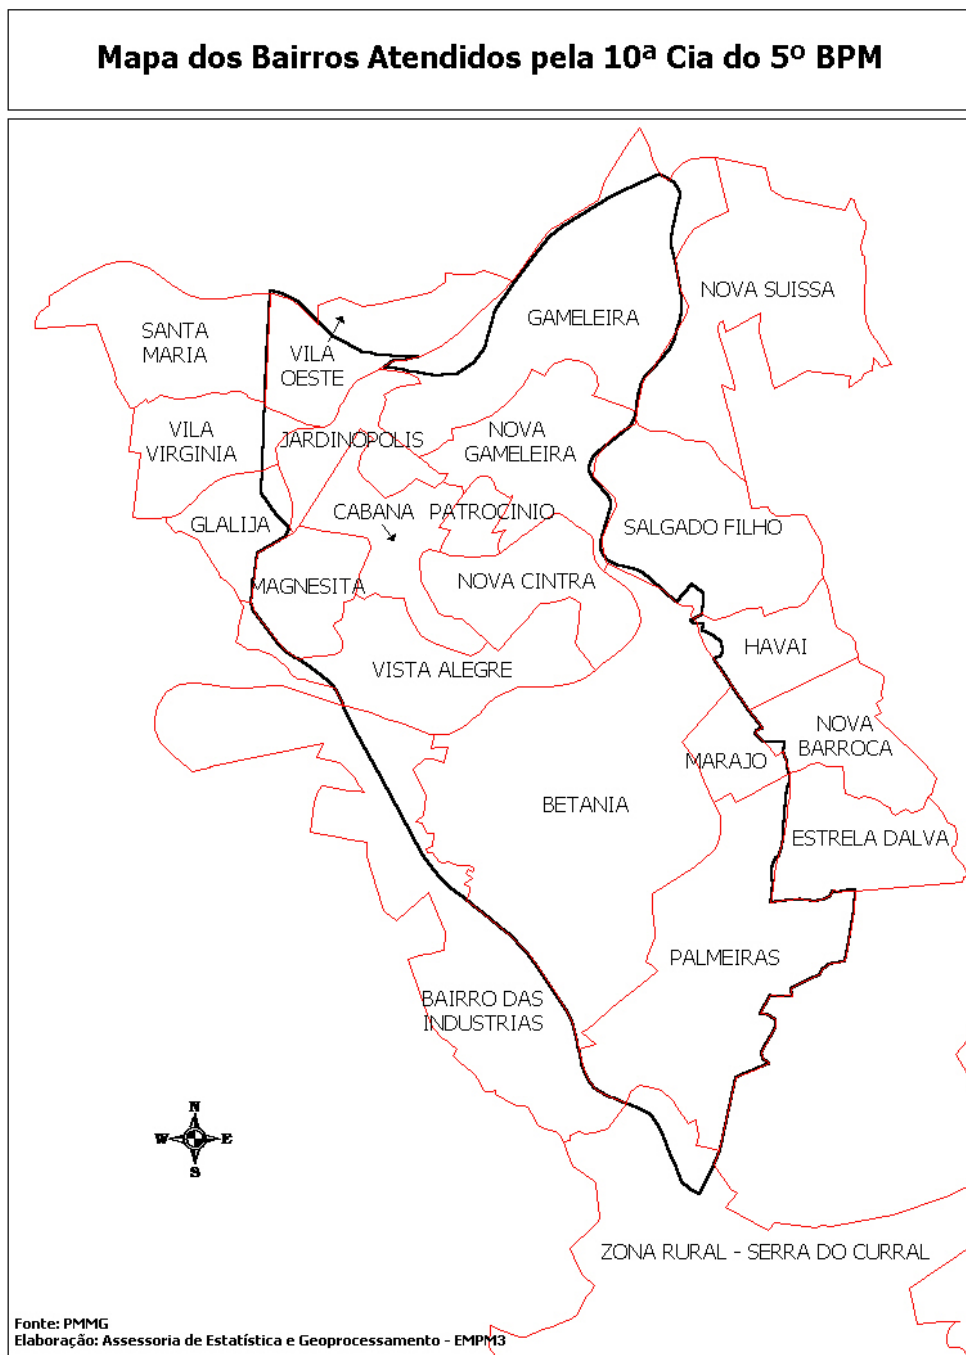 Mapa dos Bairros Atendidos pela 10ª Cia do 5º BPM
NOVA SUISSA
GAMELEIRA
SANTA
MARIA
VILA
OESTE
VILA
VIRGINIA
JARDINOPOLIS
NOVA
GAMELEIRA
GLALIJA
CABANA
PATROCINIO
SALGADO FILHO
MAGNESITA
NOVA CINTRA
HAVAI
VISTA ALEGRE
NOVA
BARROCA
MARAJO
BETANIA
ESTRELA DALVA
PALMEIRAS
BAIRRO DAS
INDUSTRIAS
N
W
E
S
ZONA RURAL - SERRA DO CURRAL
Fonte: PMMG
Elaboração: Assessoria de Estatística e Geoprocessamento - EMPM3